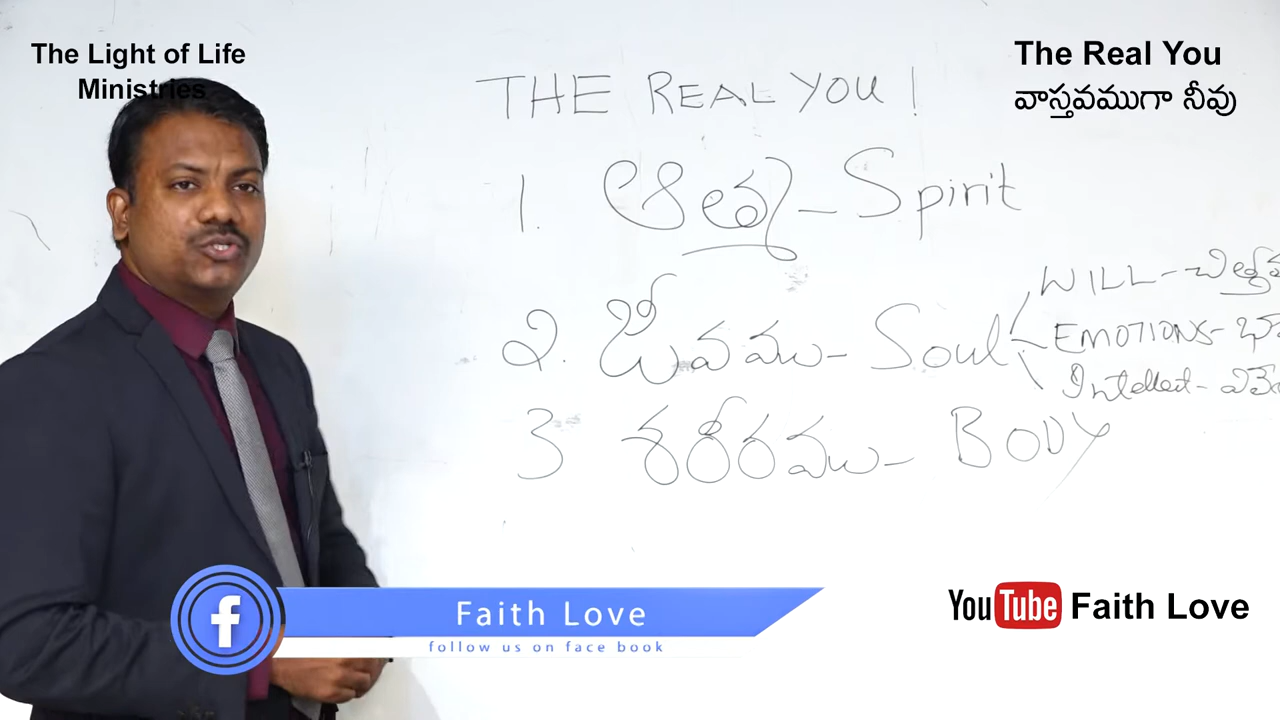 The Light of Life
Ministries
The Real You
వాస్తవముగా నీవు
THE REAL YOU!
1. ఆత్మ - Spirit
2. జీవము - Soul
WILL - చిత్తమ
EMOTIONS - భా
Intellect - వివే
3 శరీరము - BODY
f
Faith Love
follow us on face book
YouTube Faith Love